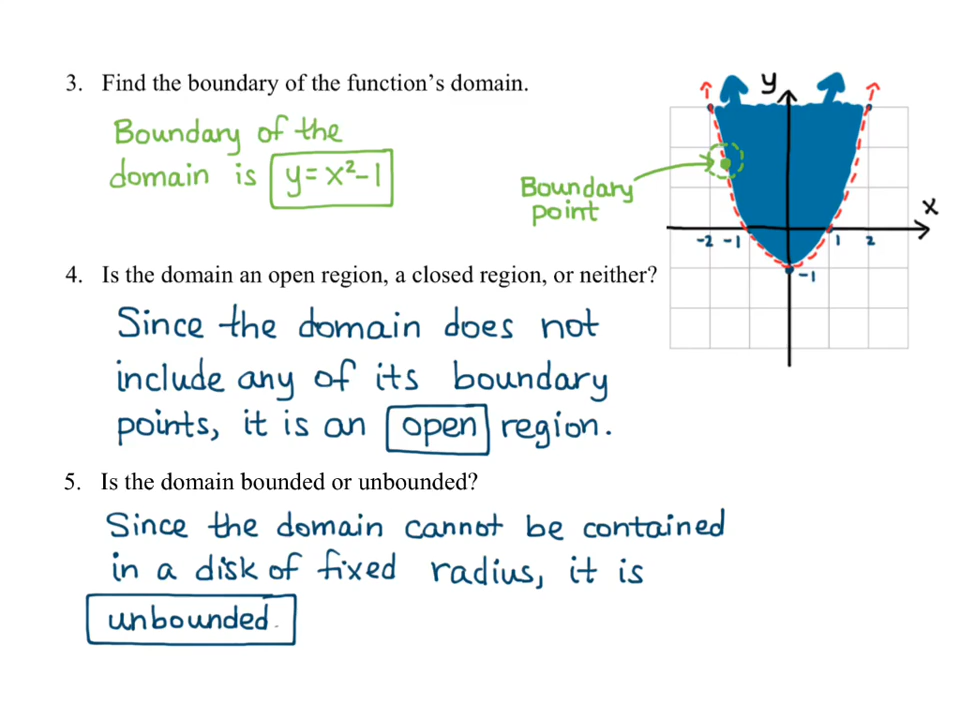 3. Find the boundary of the function’s domain.
Boundary of the
domain is y = x² - 1
Boundary
point
y
x
-2 -1 1 2
-1
4. Is the domain an open region, a closed region, or neither?
Since the domain does not
include any of its boundary
points, it is an open region.
5. Is the domain bounded or unbounded?
Since the domain cannot be contained
in a disk of fixed radius, it is
unbounded.